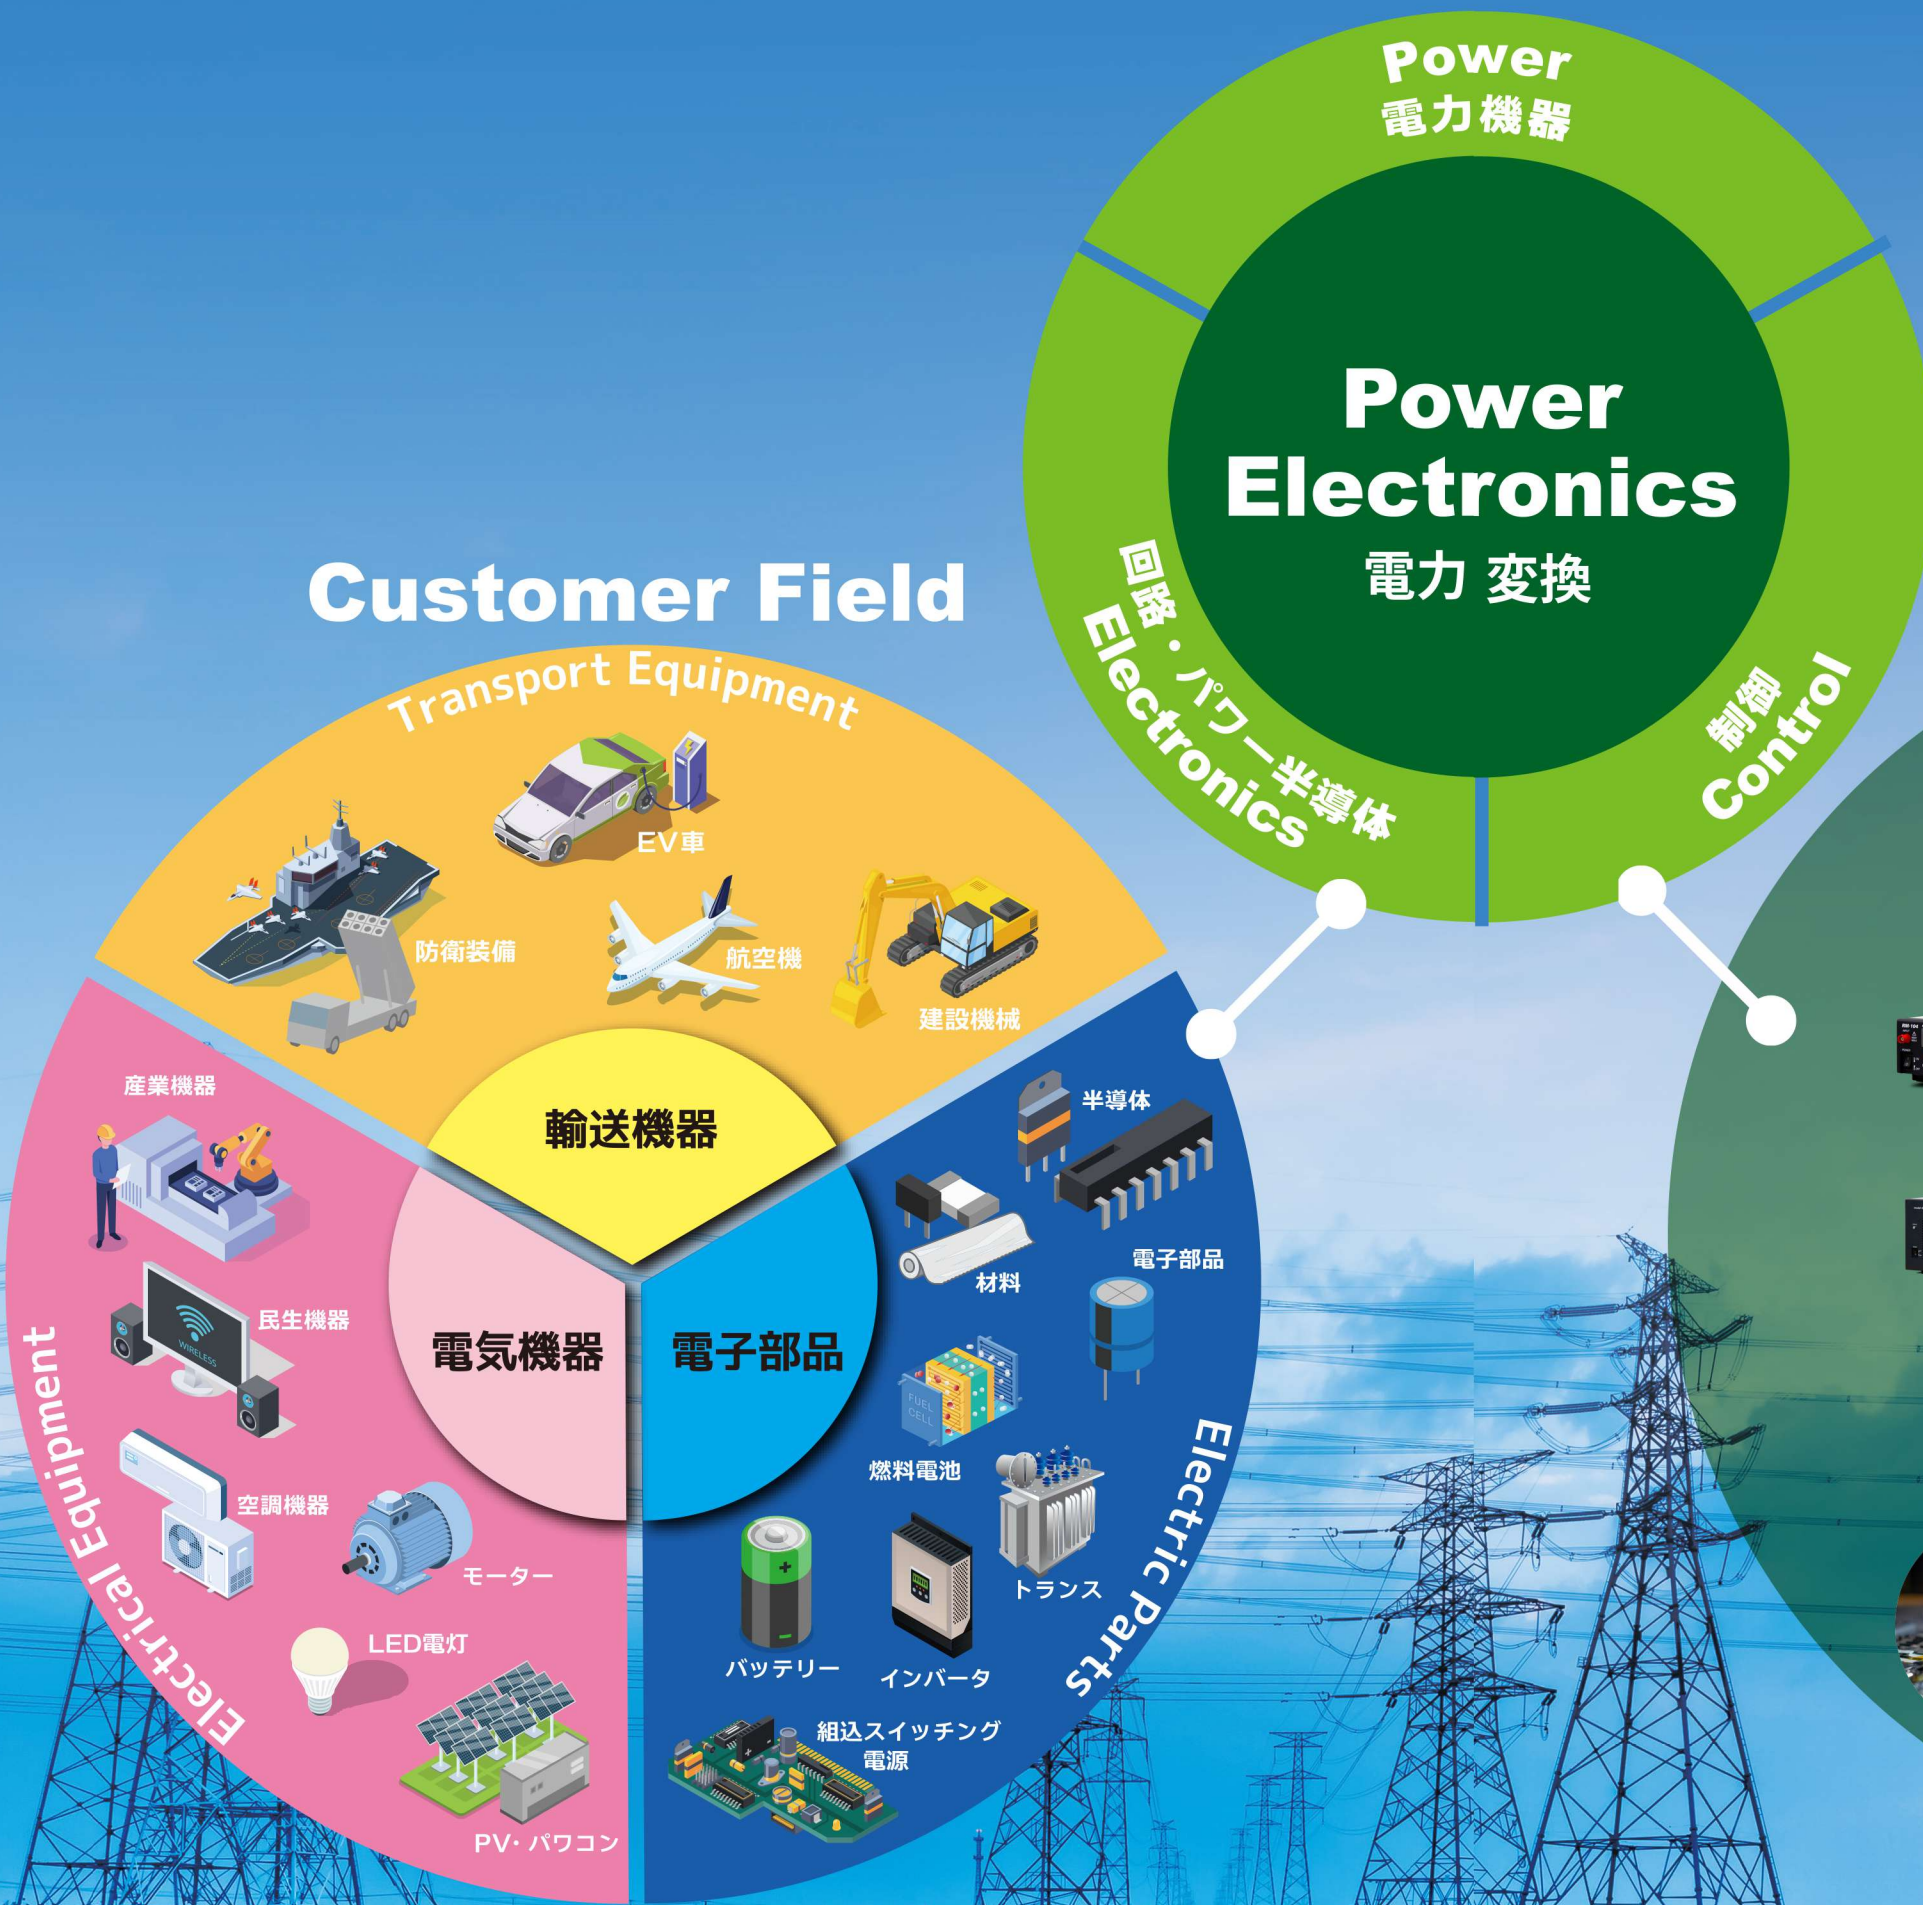 Power
電力機器
Power
Electronics
電力 変換
回路・パワー半導体
Electronics
制御
Control
Customer Field
Transport Equipment
EV車
防衛装備
航空機
建設機械
輸送機器
産業機器
民生機器
空調機器
モーター
LED電灯
PV・パワコン
電気機器
Electrical Equipment
WIRELESS
電子部品
半導体
材料
電子部品
FUEL
CELL
燃料電池
トランス
バッテリー
インバータ
組込スイッチング
電源
Electric Parts